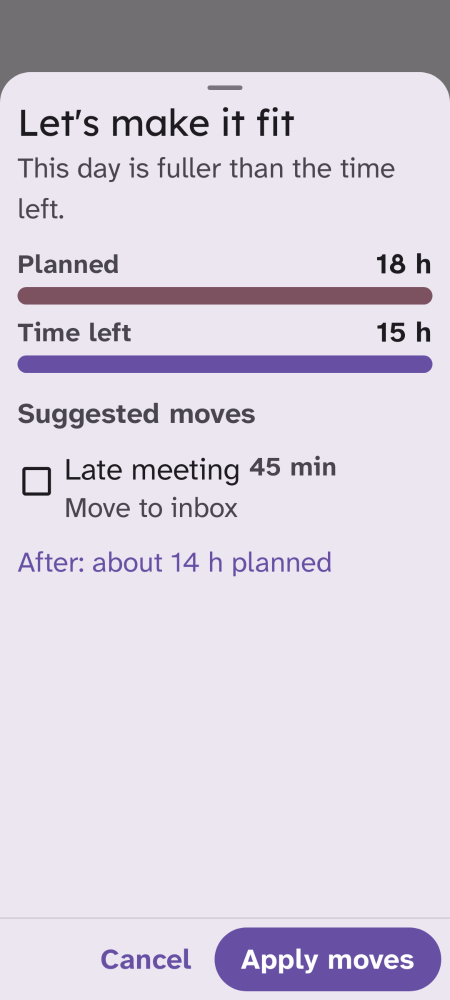 Let's make it fit
This day is fuller than the time
left.
Planned 18 h
Time left 15 h
Suggested moves
Late meeting 45 min
Move to inbox
After: about 14 h planned
Cancel Apply moves